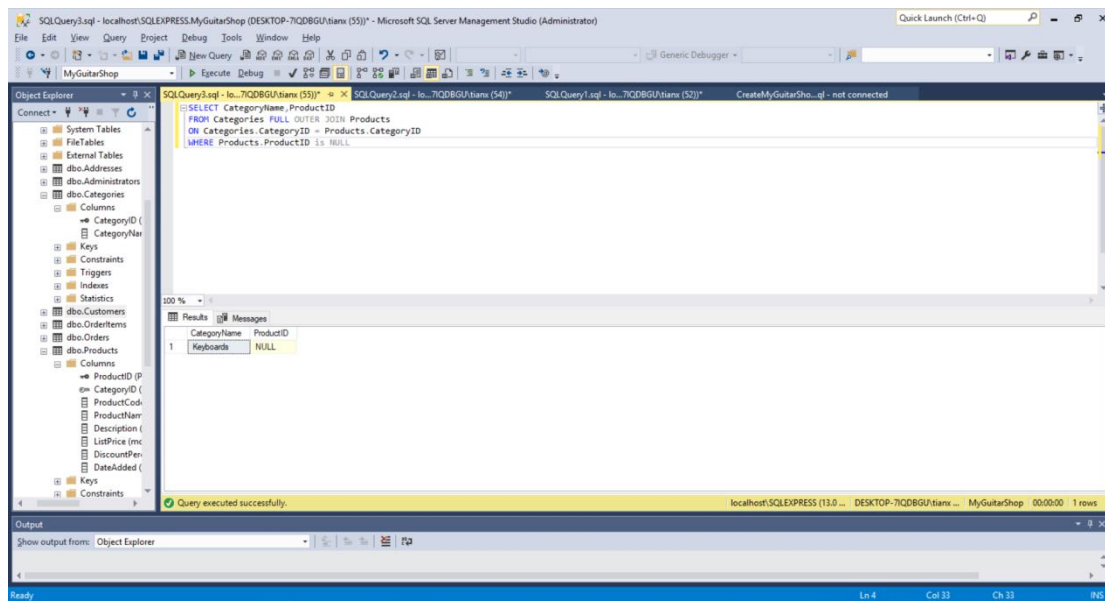 SQLQuery3.sql - localhost\SQLEXPRESS.MyGuitarShop (DESKTOP-7IQDBGU\tianx (55))* - Microsoft SQL Server Management Studio (Administrator)
Quick Launch (Ctrl+Q)
File Edit View Query Project Debug Tools Window Help
New Query
Generic Debugger
MyGuitarShop
Execute Debug
Object Explorer
SQLQuery3.sql - lo...7IQDBGU\tianx (55))* SQLQuery2.sql - lo...7IQDBGU\tianx (54))* SQLQuery1.sql - lo...7IQDBGU\tianx (52))* CreateMyGuitarSho...ql - not connected
Connect
System Tables
FileTables
External Tables
dbo.Addresses
dbo.Administrators
dbo.Categories
Columns
CategoryID (
CategoryNar
Keys
Constraints
Triggers
Indexes
Statistics
dbo.Customers
dbo.OrderItems
dbo.Orders
dbo.Products
Columns
ProductID (P
CategoryID (
ProductCode
ProductNam
Description (
ListPrice (mo
DiscountPer
DateAdded (
Keys
Constraints
SELECT CategoryName,ProductID
FROM Categories FULL OUTER JOIN Products
ON Categories.CategoryID = Products.CategoryID
WHERE Products.ProductID is NULL
100 %
Results Messages
CategoryName ProductID
1 Keyboards NULL
Query executed successfully.
localhost\SQLEXPRESS (13.0 ... DESKTOP-7IQDBGU\tianx ... MyGuitarShop 00:00:00 1 rows
Output
Show output from: Object Explorer
Ready
Ln 4 Col 33 Ch 33 INS